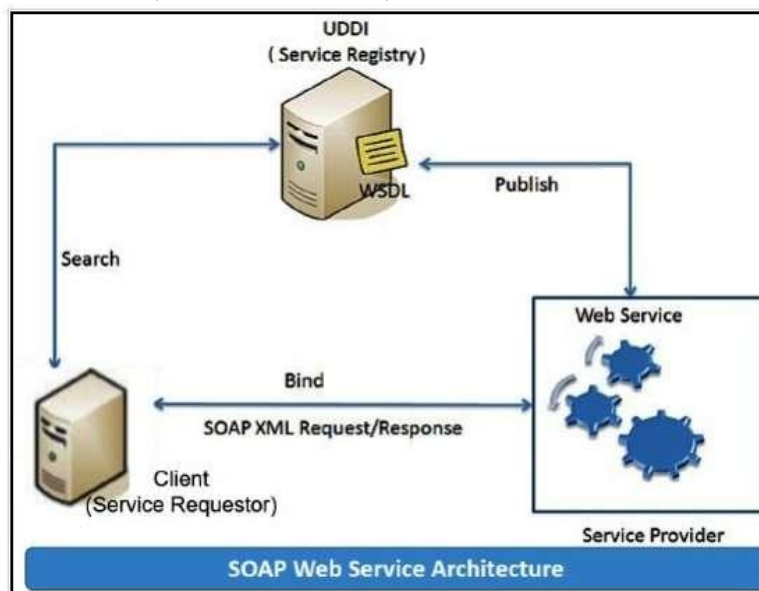 UDDI
( Service Registry )
WSDL
Publish
Search
Web Service
Bind
SOAP XML Request/Response
Client
(Service Requestor)
Service Provider
SOAP Web Service Architecture